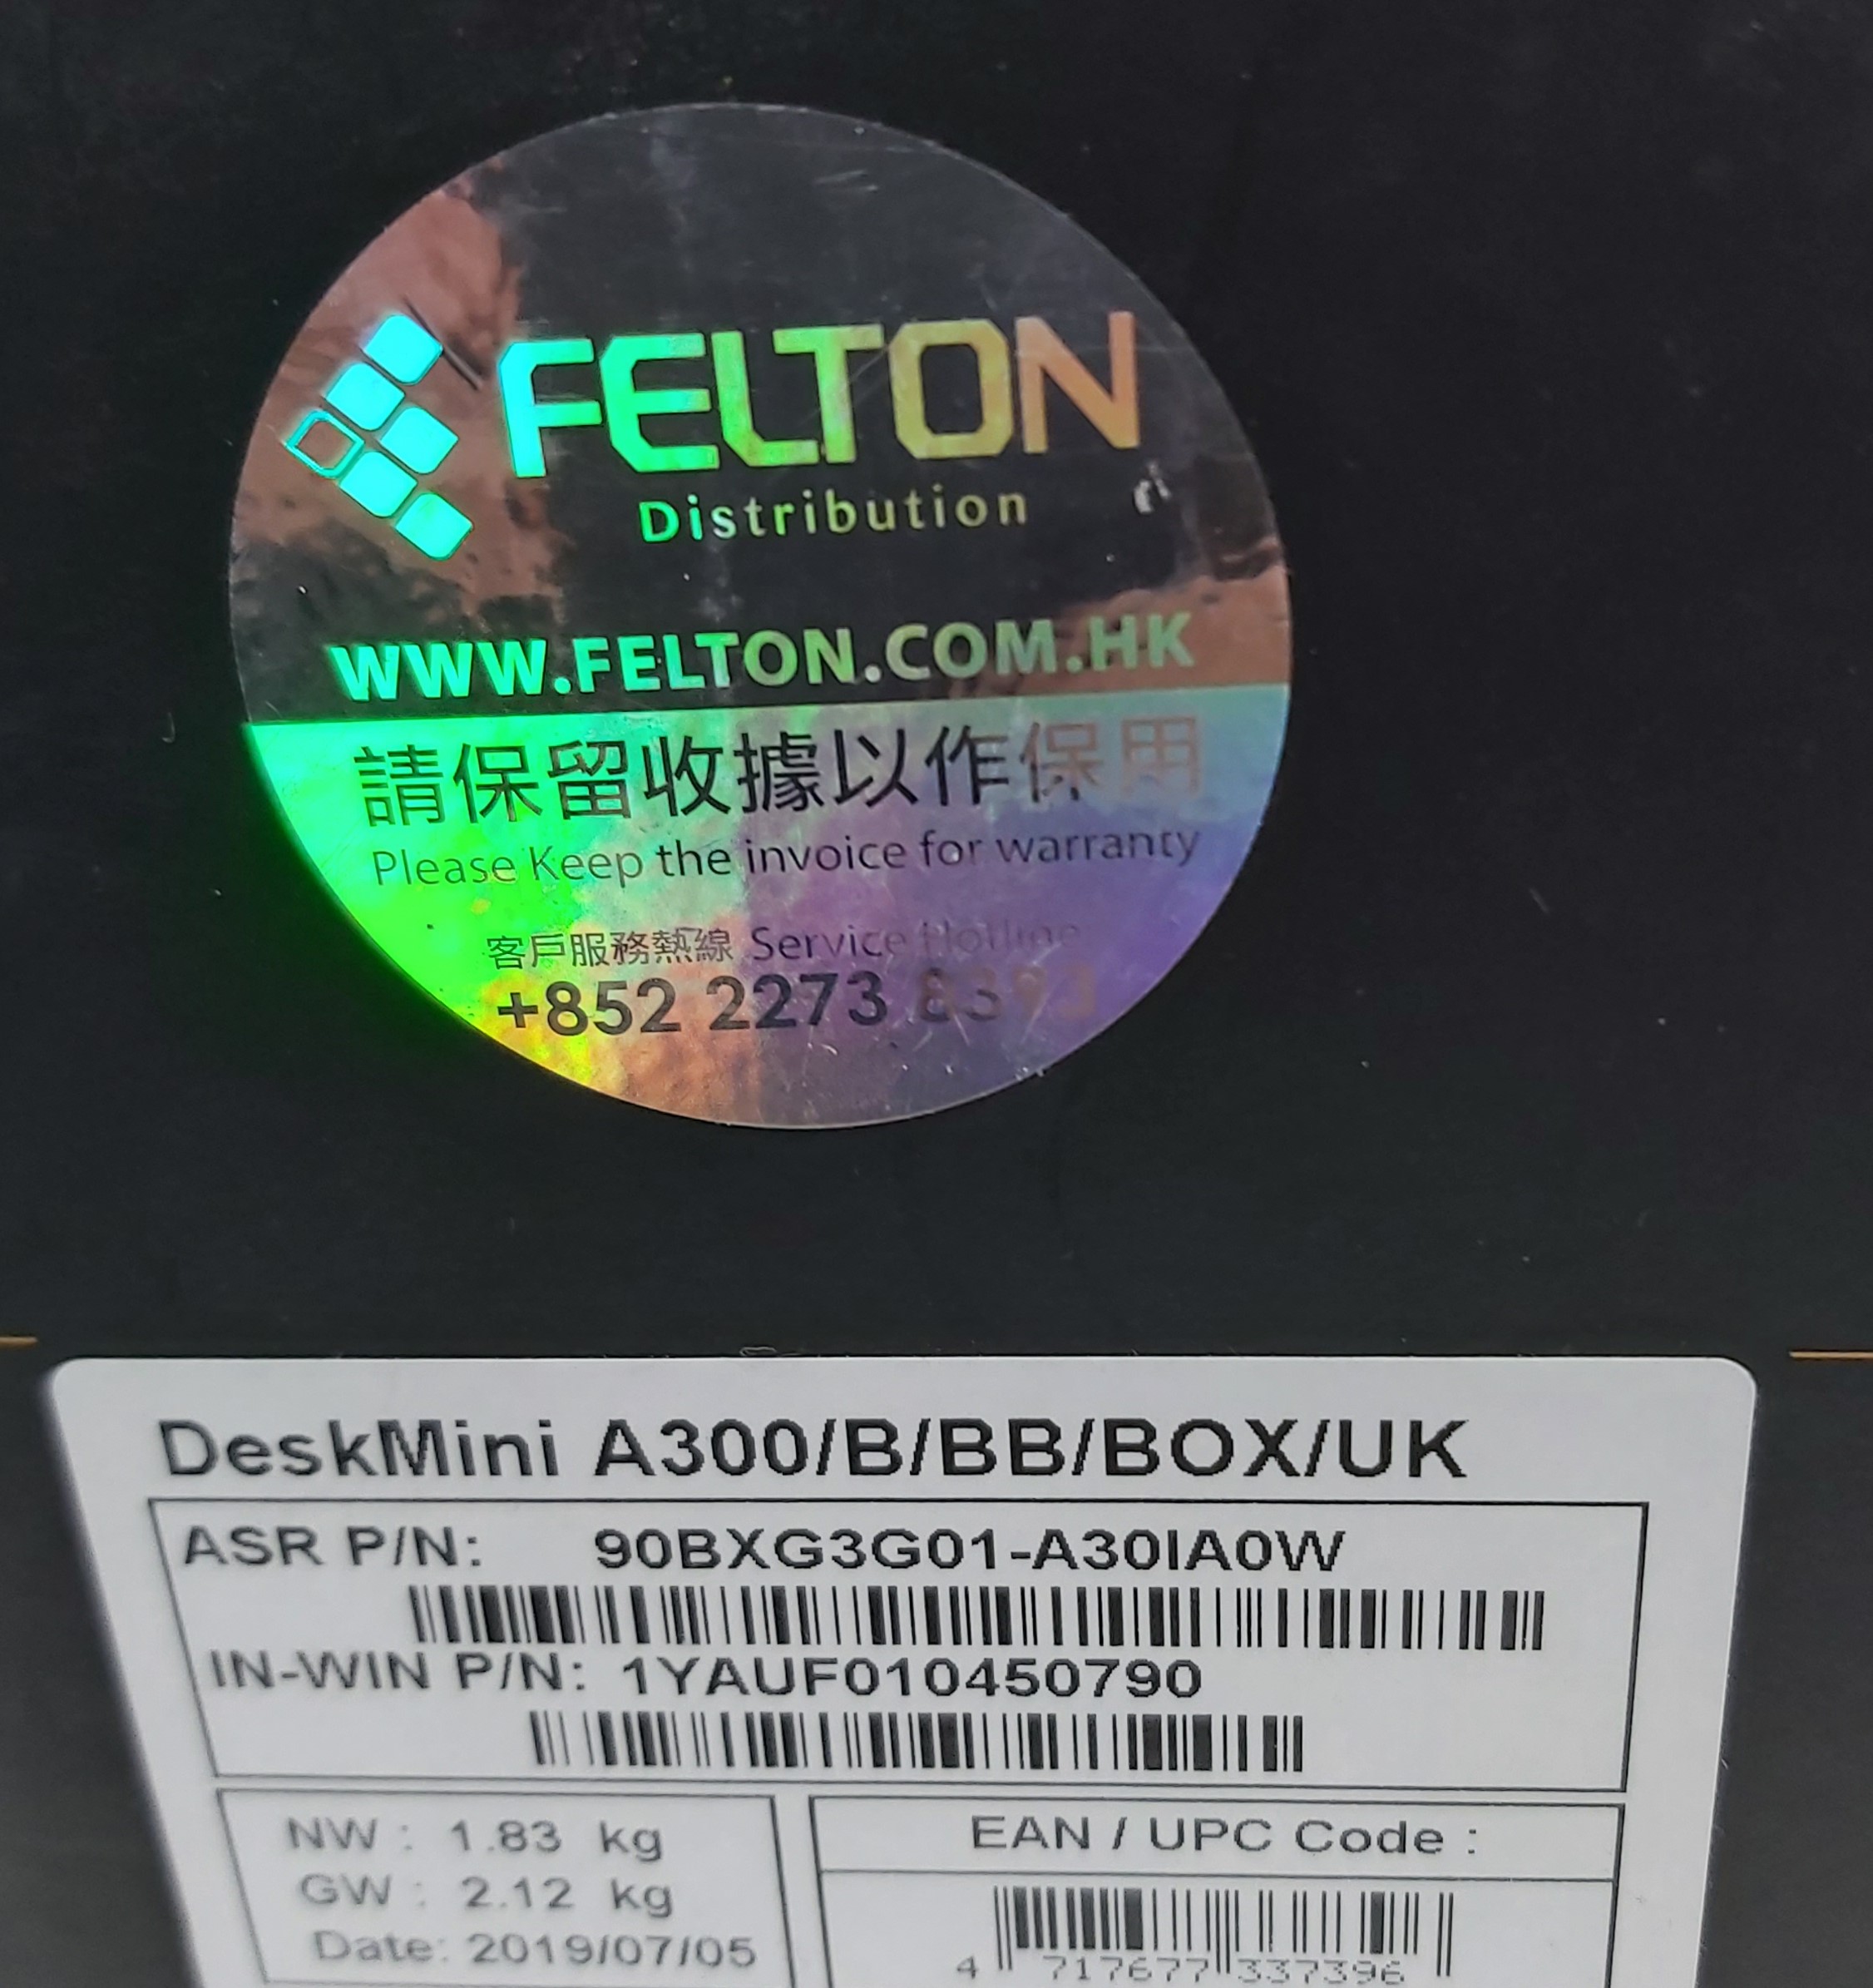 FELTON
Distribution
WWW.FELTON.COM.HK
請保留收據以作保用
Please Keep the invoice for warranty
客戶服務熱線 Service Hotline
+852 2273 8393
DeskMini A300/B/BB/BOX/UK
ASR P/N: 90BXG3G01-A30IA0W
IN-WIN P/N: 1YAUF010450790
NW : 1.83 kg
GW : 2.12 kg
Date: 2019/07/05
EAN / UPC Code :
4 717677 337396